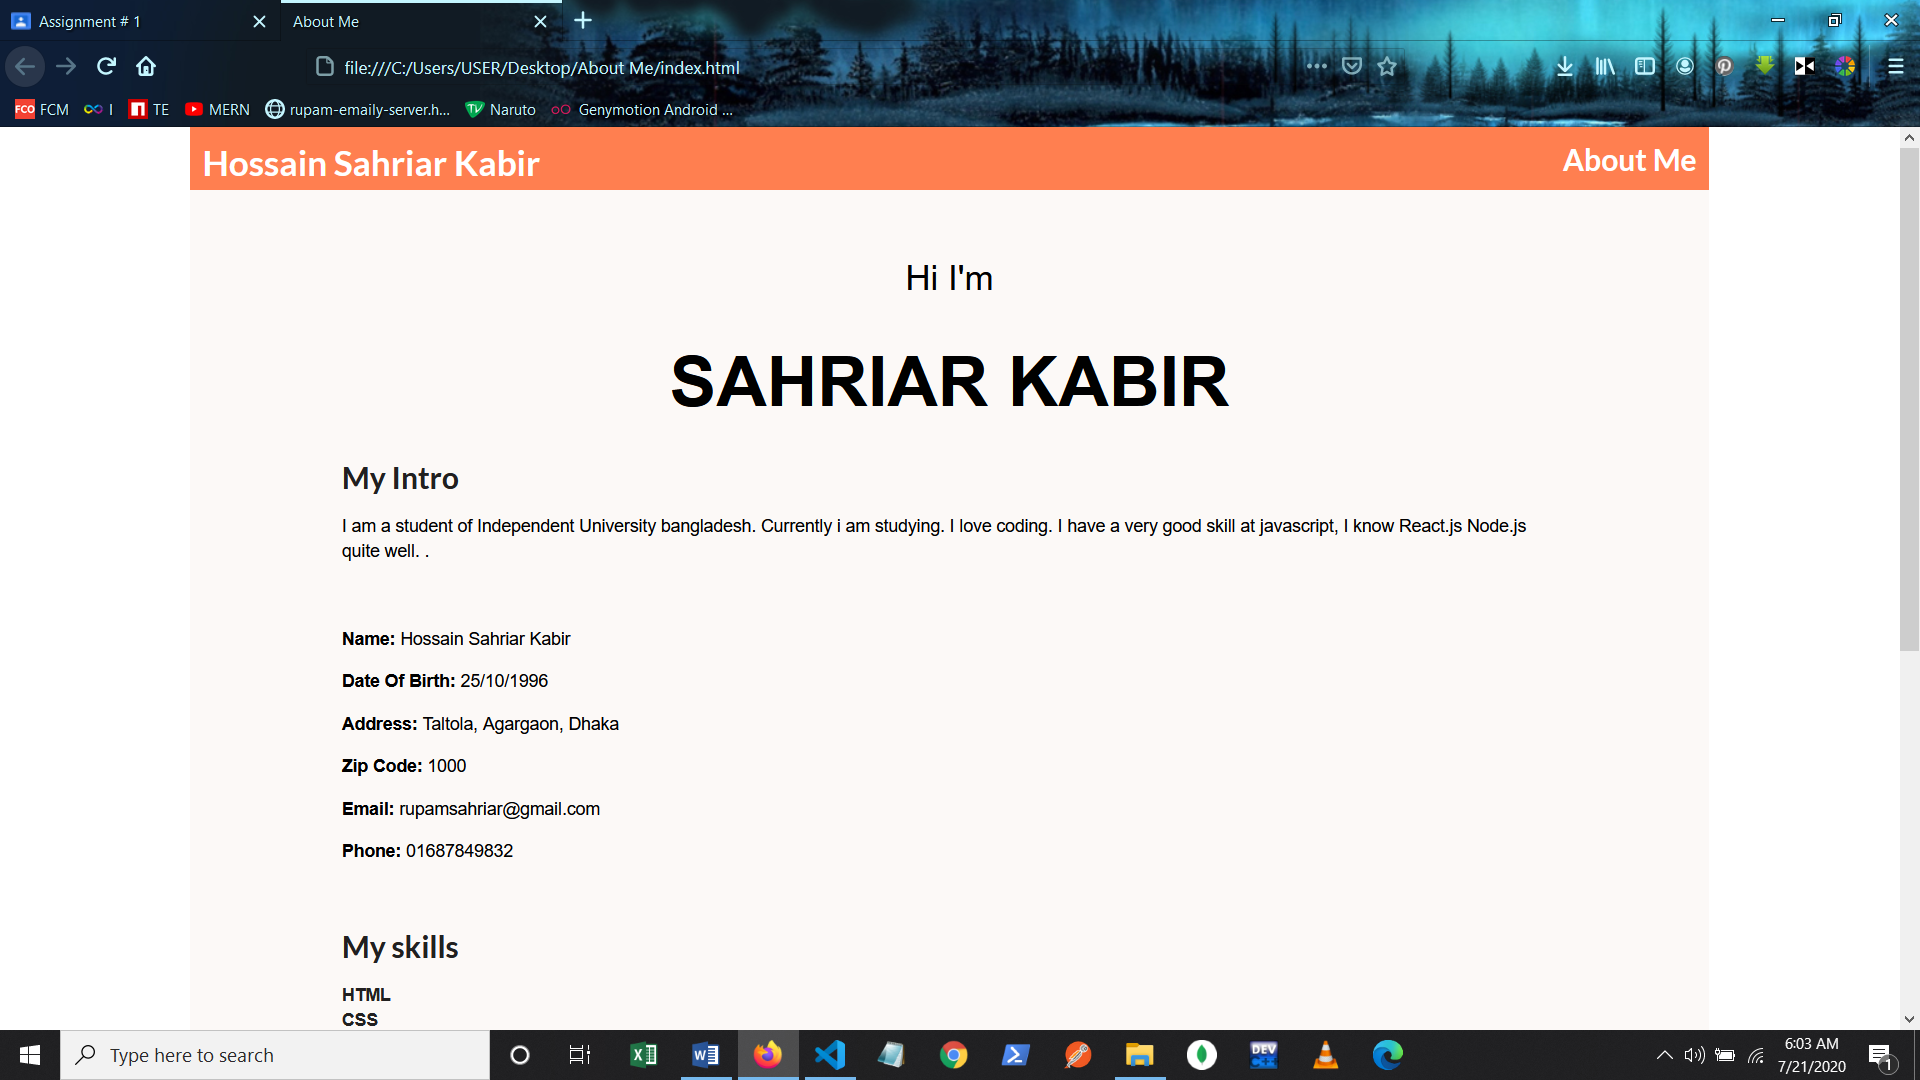 Assignment # 1
About Me
file:///C:/Users/USER/Desktop/About Me/index.html
FCO FCM I TE MERN rupam-emaily-server.h... TV Naruto Genymotion Android ...
Hossain Sahriar Kabir
About Me
Hi I'm
SAHRIAR KABIR
My Intro
I am a student of Independent University bangladesh. Currently i am studying. I love coding. I have a very good skill at javascript, I know React.js Node.js
quite well. .
Name: Hossain Sahriar Kabir
Date Of Birth: 25/10/1996
Address: Taltola, Agargaon, Dhaka
Zip Code: 1000
Email: rupamsahriar@gmail.com
Phone: 01687849832
My skills
HTML
CSS
Type here to search
DEV C++
6:03 AM
7/21/2020
1